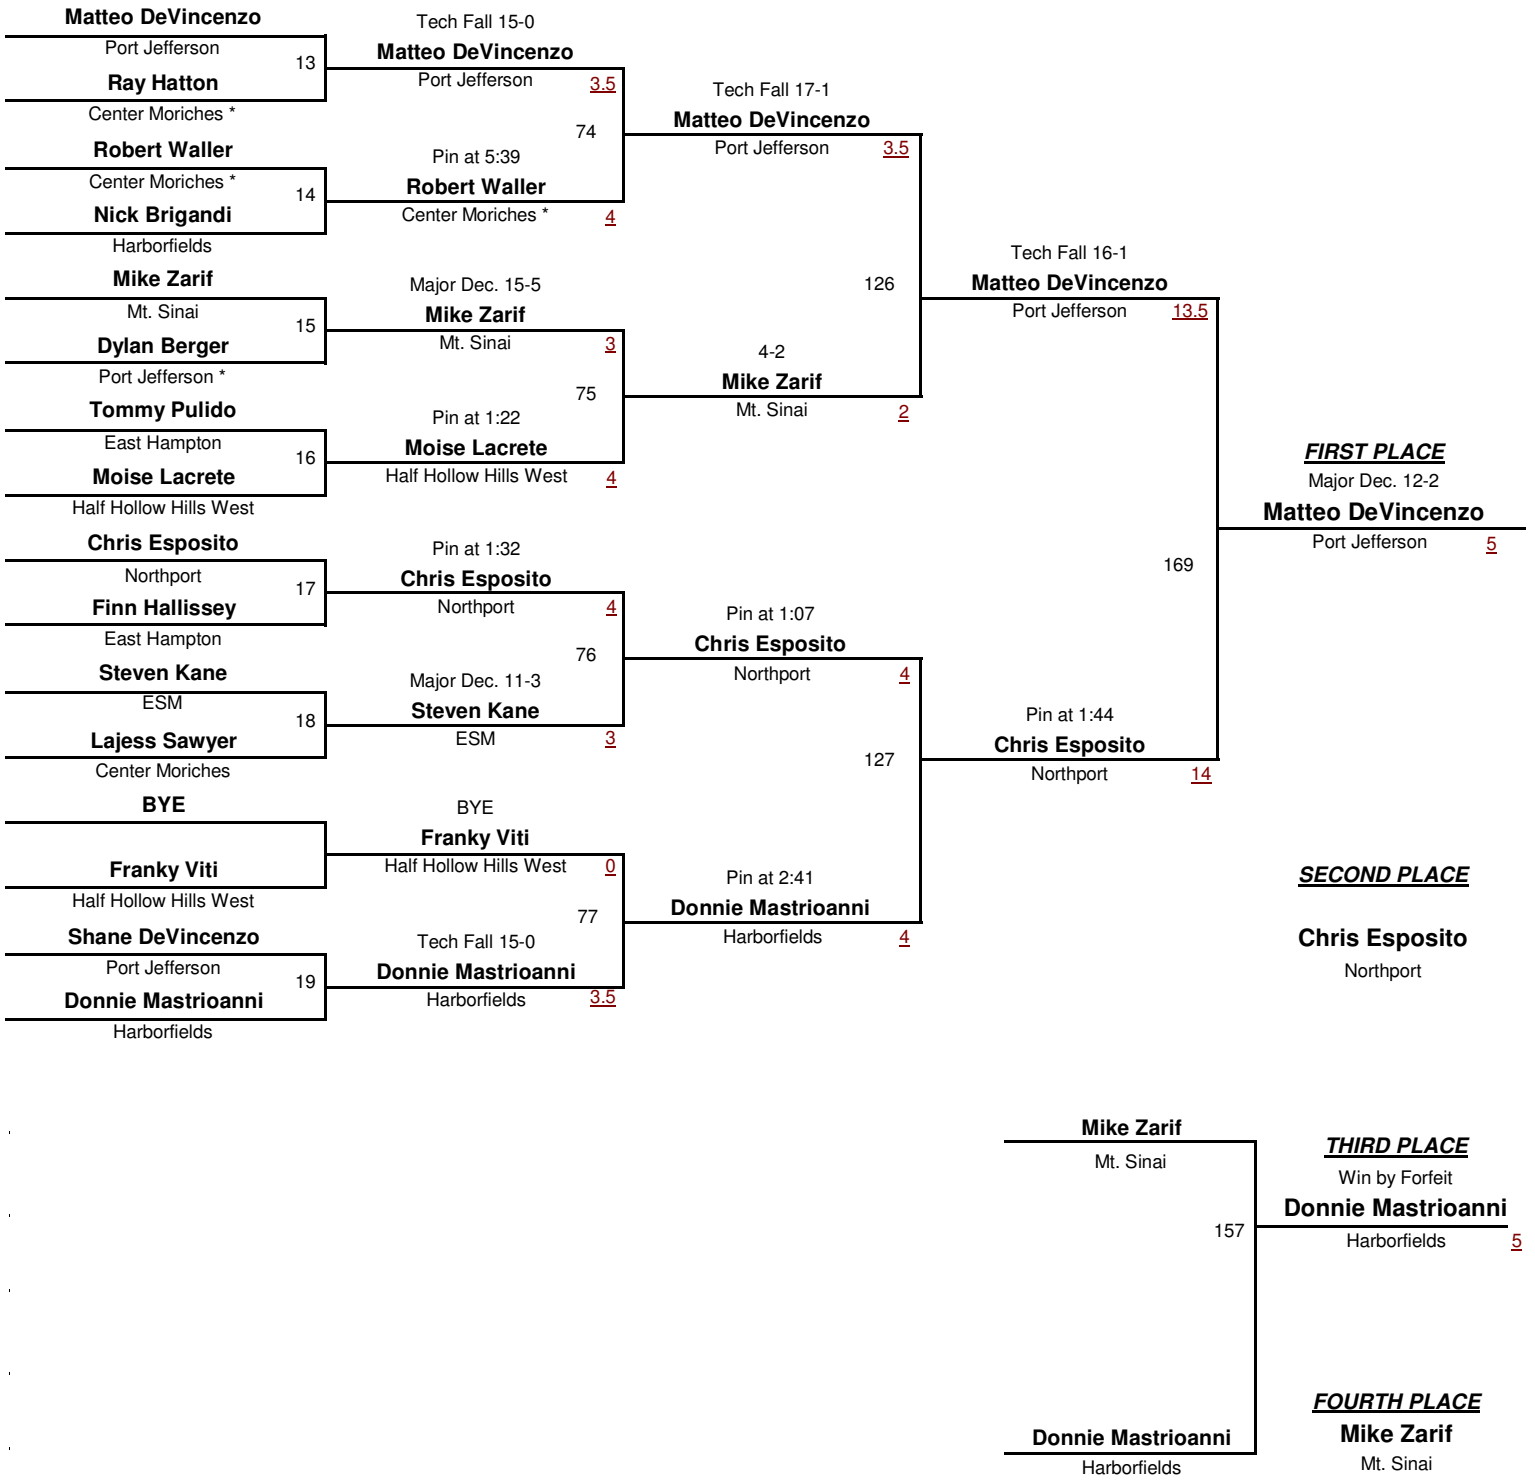 Matteo DeVincenzo
Port Jefferson
13
Ray Hatton
Center Moriches *
Robert Waller
Center Moriches *
14
Nick Brigandi
Harborfields
Mike Zarif
Mt. Sinai
15
Dylan Berger
Port Jefferson *
Tommy Pulido
East Hampton
16
Moise Lacrete
Half Hollow Hills West
Chris Esposito
Northport
17
Finn Hallissey
East Hampton
Steven Kane
ESM
18
Lajess Sawyer
Center Moriches
BYE
Franky Viti
Half Hollow Hills West
Shane DeVincenzo
Port Jefferson
19
Donnie Mastrioanni
Harborfields
Tech Fall 15-0
Matteo DeVincenzo
Port Jefferson 3.5
74
Pin at 5:39
Robert Waller
Center Moriches * 4
Major Dec. 15-5
Mike Zarif
Mt. Sinai 3
75
Pin at 1:22
Moise Lacrete
Half Hollow Hills West 4
Pin at 1:32
Chris Esposito
Northport 4
76
Major Dec. 11-3
Steven Kane
ESM 3
BYE
Franky Viti
Half Hollow Hills West 0
77
Tech Fall 15-0
Donnie Mastrioanni
Harborfields 3.5
Tech Fall 17-1
Matteo DeVincenzo
Port Jefferson 3.5
126
4-2
Mike Zarif
Mt. Sinai 2
Pin at 1:07
Chris Esposito
Northport 4
127
Pin at 2:41
Donnie Mastrioanni
Harborfields 4
Tech Fall 16-1
Matteo DeVincenzo
Port Jefferson 13.5
169
Pin at 1:44
Chris Esposito
Northport 14
FIRST PLACE
Major Dec. 12-2
Matteo DeVincenzo
Port Jefferson 5
SECOND PLACE
Chris Esposito
Northport
Mike Zarif
Mt. Sinai
157
Donnie Mastrioanni
Harborfields
THIRD PLACE
Win by Forfeit
Donnie Mastrioanni
Harborfields 5
FOURTH PLACE
Mike Zarif
Mt. Sinai